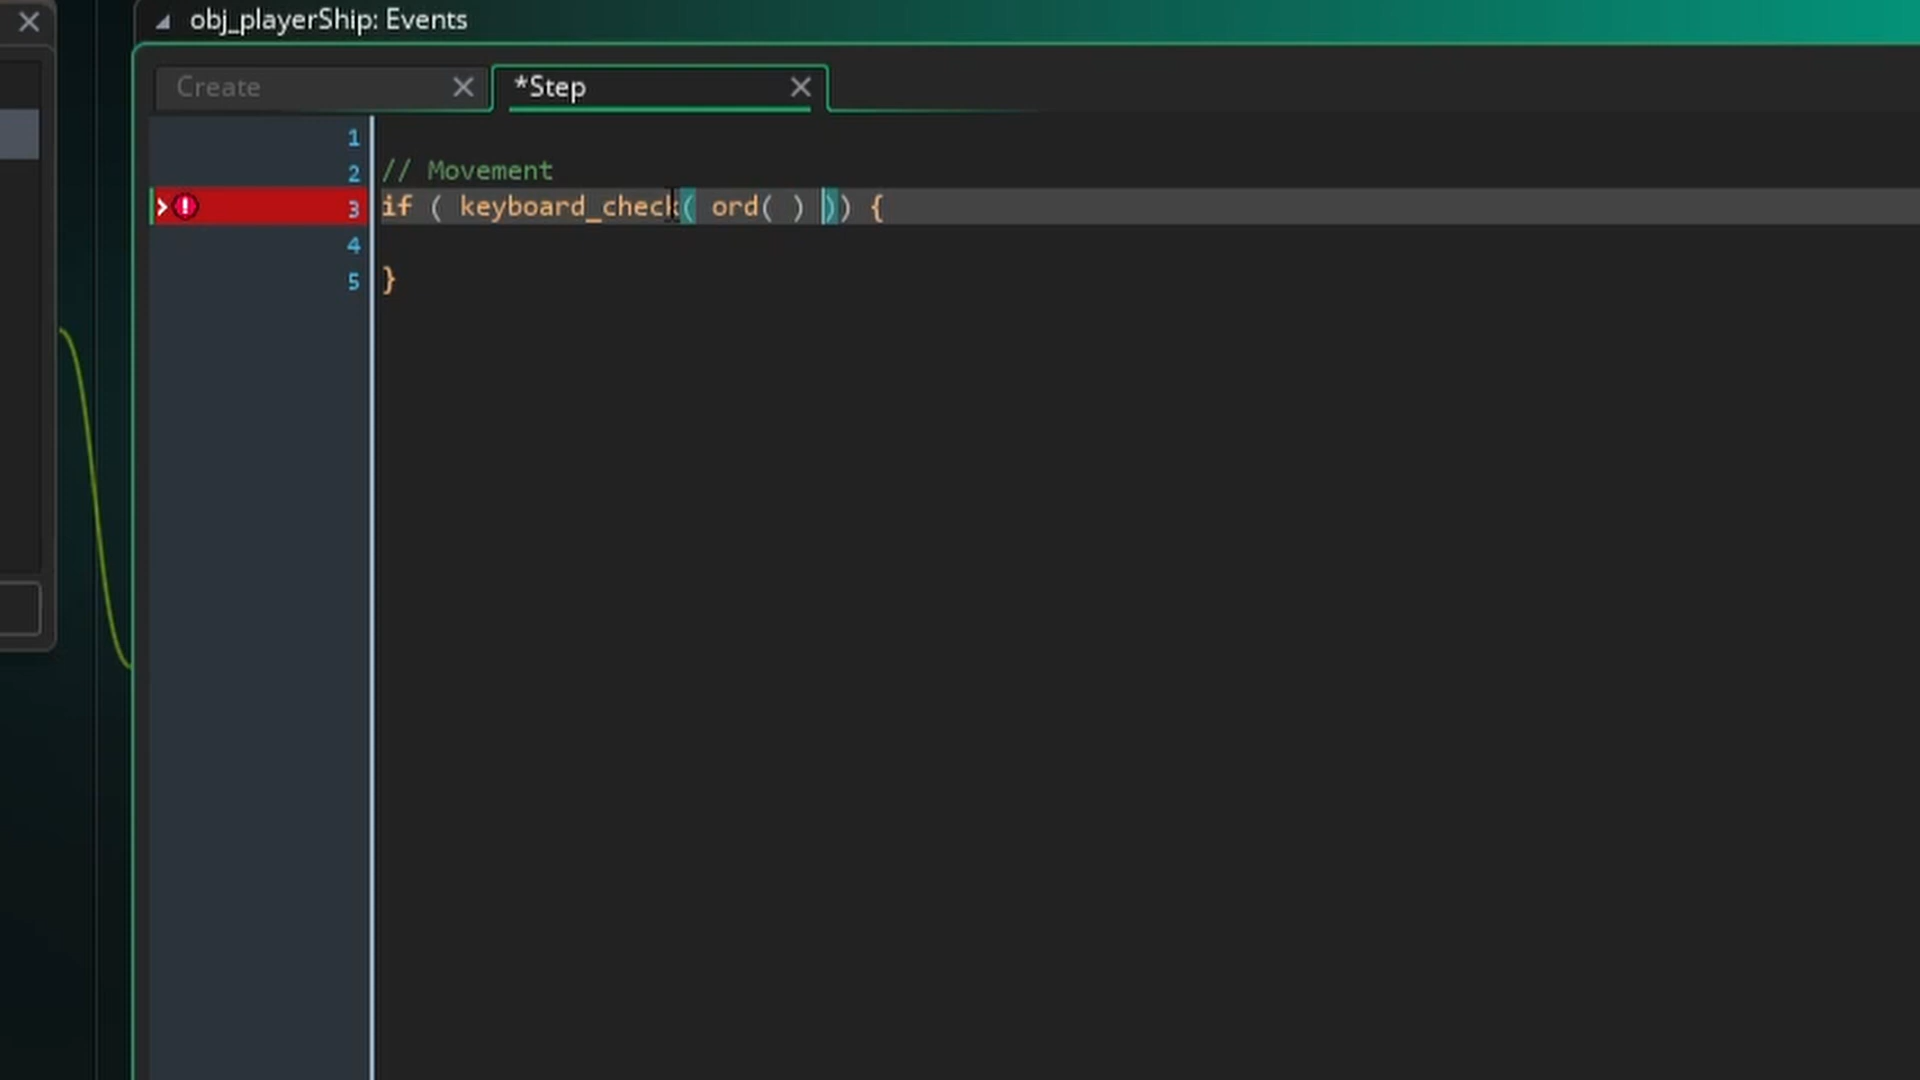 obj_playerShip: Events
Create
*Step
1
2 // Movement
3 if ( keyboard_check( ord( ) )) {
4
5 }